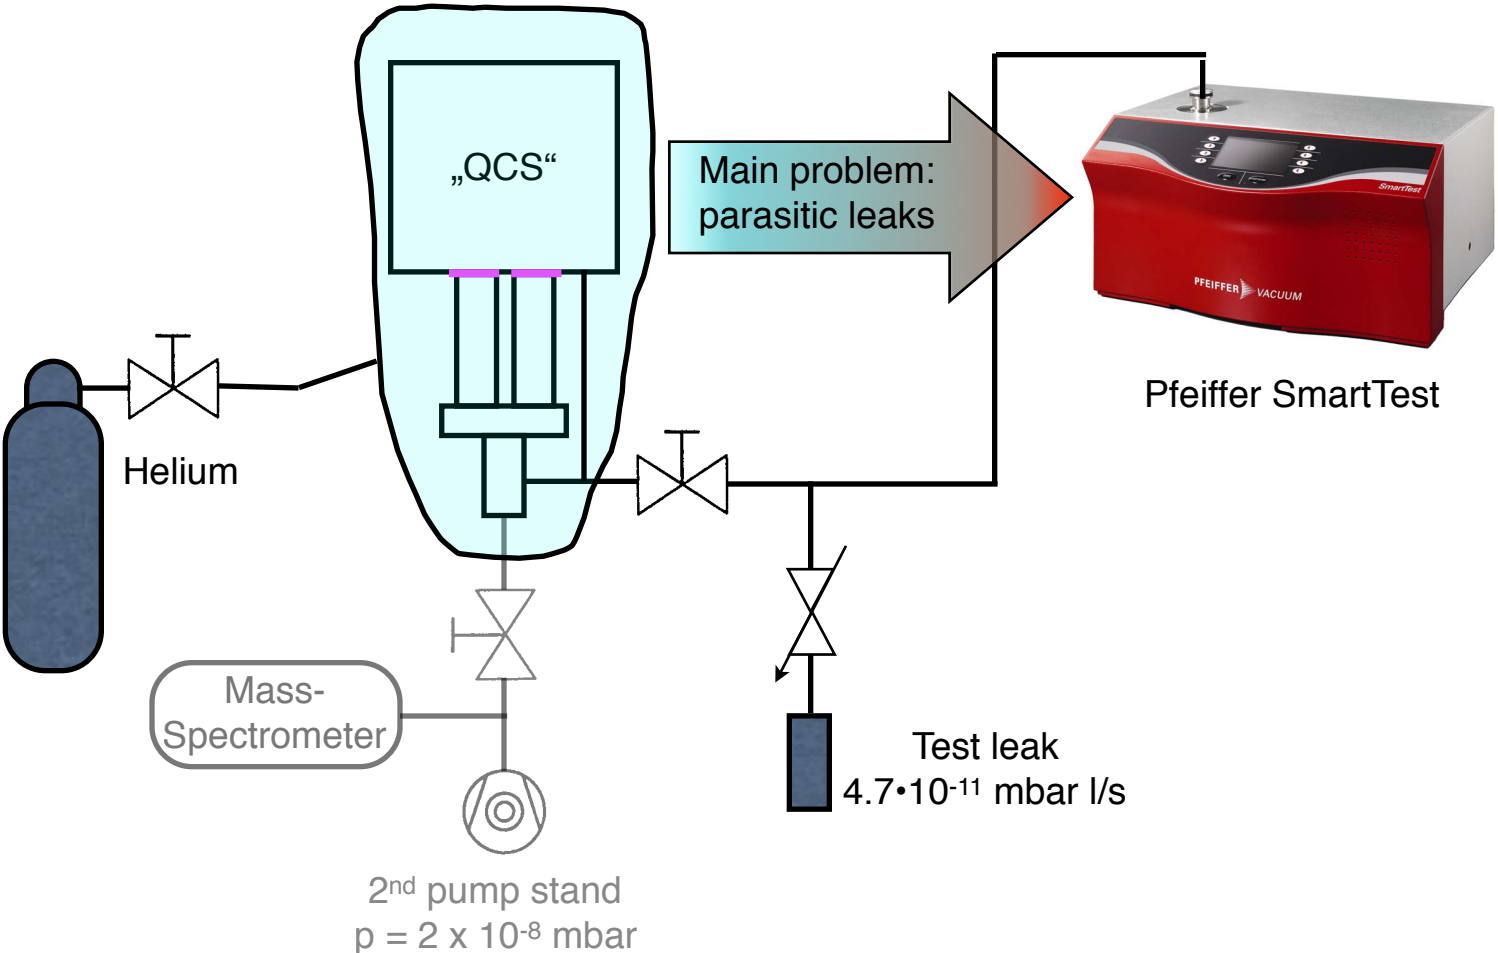 „QCS“
Main problem:
parasitic leaks
SmartTest
PFEIFFER VACUUM
Pfeiffer SmartTest
Helium
Mass-
Spectrometer
Test leak
4.7•10⁻¹¹ mbar l/s
2ⁿᵈ pump stand
p = 2 x 10⁻⁸ mbar